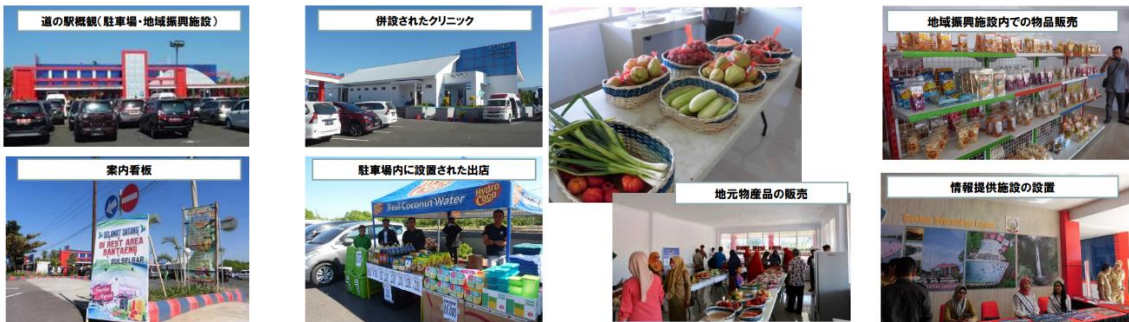 道の駅概観（駐車場・地域振興施設）
併設されたクリニック
地域振興施設内での物品販売
案内看板
駐車場内に設置された出店
地元物産品の販売
情報提供施設の設置
SELAMAT DATANG
DI REST AREA
BANTAENG
SULSELBAR
Real Coconut Water
Hydro
Coco